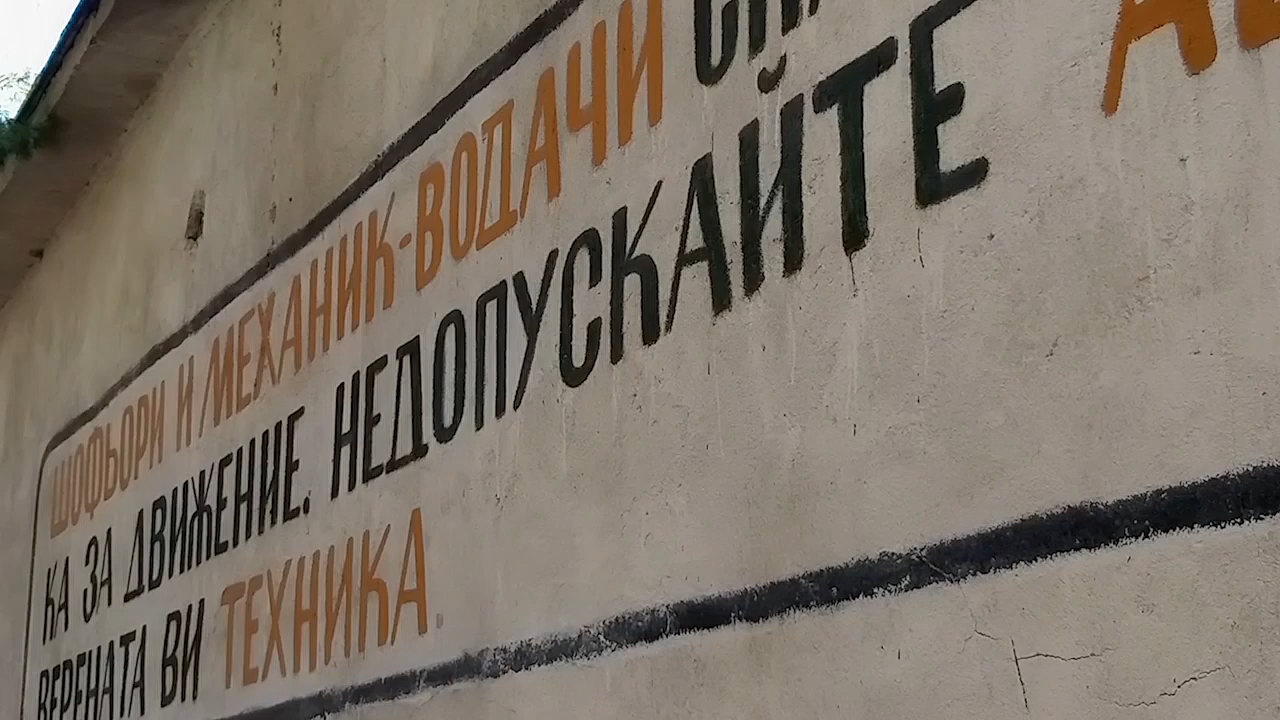 ШОФЬОРИ И МЕХАНИК-ВОДАЧИ
КА ЗА ДВИЖЕНИЕ. НЕДОПУСКАЙТЕ
ВЕРЕНАТА ВИ ТЕХНИКА.